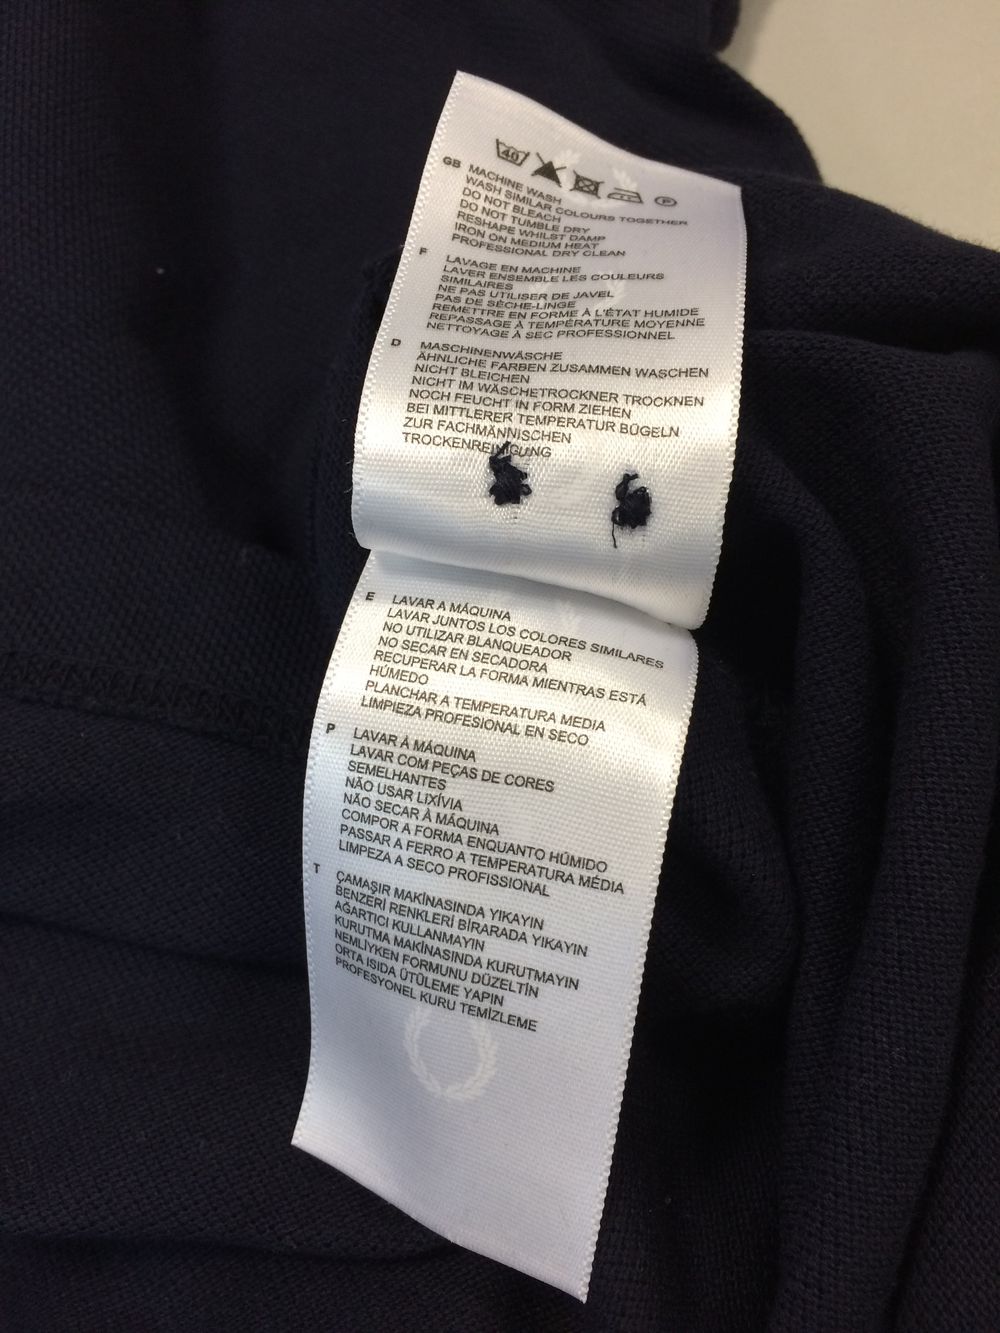 40
P
GB MACHINE WASH
WASH SIMILAR COLOURS TOGETHER
DO NOT BLEACH
DO NOT TUMBLE DRY
RESHAPE WHILST DAMP
IRON ON MEDIUM HEAT
PROFESSIONAL DRY CLEAN
F LAVAGE EN MACHINE
LAVER ENSEMBLE LES COULEURS
SIMILAIRES
NE PAS UTILISER DE JAVEL
PAS DE SÈCHE-LINGE
REMETTRE EN FORME À L'ÉTAT HUMIDE
REPASSAGE À TEMPÉRATURE MOYENNE
NETTOYAGE À SEC PROFESSIONNEL
D MASCHINENWÄSCHE
ÄHNLICHE FARBEN ZUSAMMEN WASCHEN
NICHT BLEICHEN
NICHT IM WÄSCHETROCKNER TROCKNEN
NOCH FEUCHT IN FORM ZIEHEN
BEI MITTLERER TEMPERATUR BÜGELN
ZUR FACHMÄNNISCHEN
TROCKENREINIGUNG
E LAVAR A MÁQUINA
LAVAR JUNTOS LOS COLORES SIMILARES
NO UTILIZAR BLANQUEADOR
NO SECAR EN SECADORA
RECUPERAR LA FORMA MIENTRAS ESTÁ
HÚMEDO
PLANCHAR A TEMPERATURA MEDIA
LIMPIEZA PROFESIONAL EN SECO
P LAVAR À MÁQUINA
LAVAR COM PEÇAS DE CORES
SEMELHANTES
NÃO USAR LIXÍVIA
NÃO SECAR À MÁQUINA
COMPOR A FORMA ENQUANTO HÚMIDO
PASSAR A FERRO A TEMPERATURA MÉDIA
LIMPEZA A SECO PROFISSIONAL
T ÇAMAŞIR MAKİNASINDA YIKAYIN
BENZERİ RENKLERİ BİRARADA YIKAYIN
AĞARTICI KULLANMAYIN
KURUTMA MAKİNASINDA KURUTMAYIN
NEMLİYKEN FORMUNU DÜZELTİN
ORTA ISIDA ÜTÜLEME YAPIN
PROFESYONEL KURU TEMİZLEME